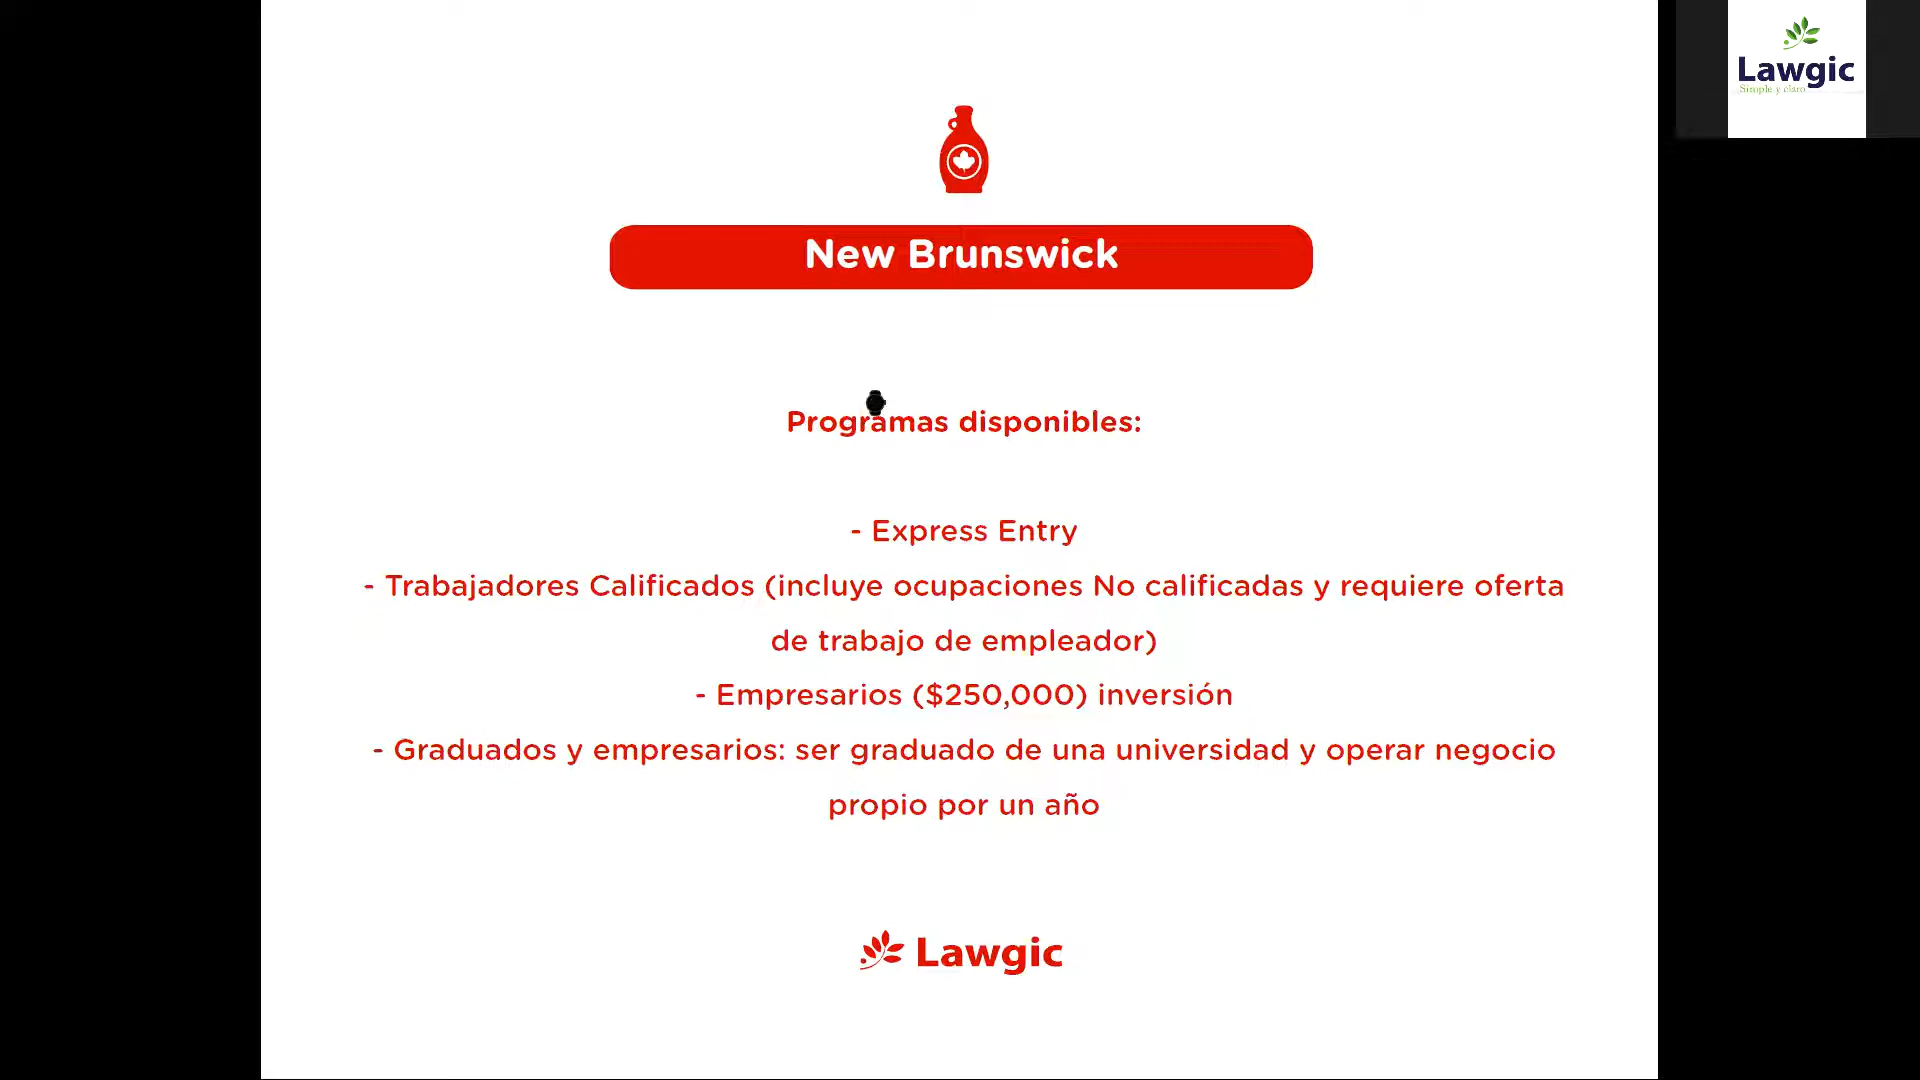 Lawgic
Simple y claro
New Brunswick
Programas disponibles:
- Express Entry
- Trabajadores Calificados (incluye ocupaciones No calificadas y requiere oferta
de trabajo de empleador)
- Empresarios ($250,000) inversión
- Graduados y empresarios: ser graduado de una universidad y operar negocio
propio por un año
Lawgic